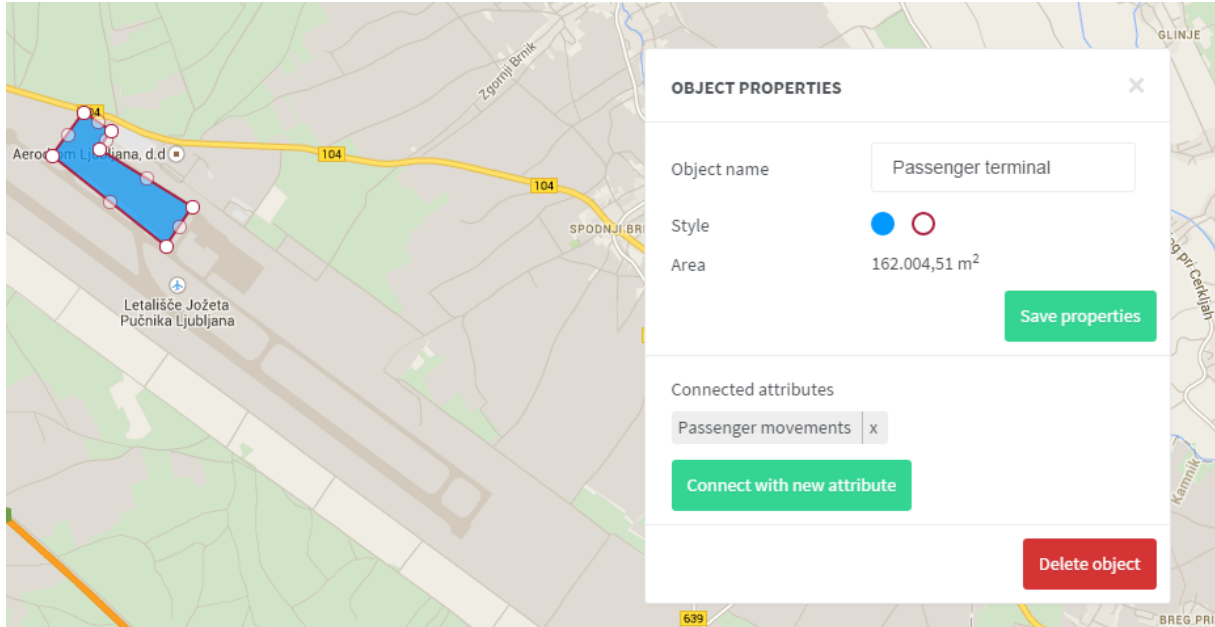 GLINJE
Zgornji Brnik
OBJECT PROPERTIES
×
104
Aerodrom Ljubljana, d.d
104
104
Object name
Passenger terminal
SPODNJI BR
Style
Area
162.004,51 m²
Letališče Jožeta
Pučnika Ljubljana
Save properties
Connected attributes
Passenger movements x
Connect with new attribute
Kamnik
Delete object
639
BREG PRI